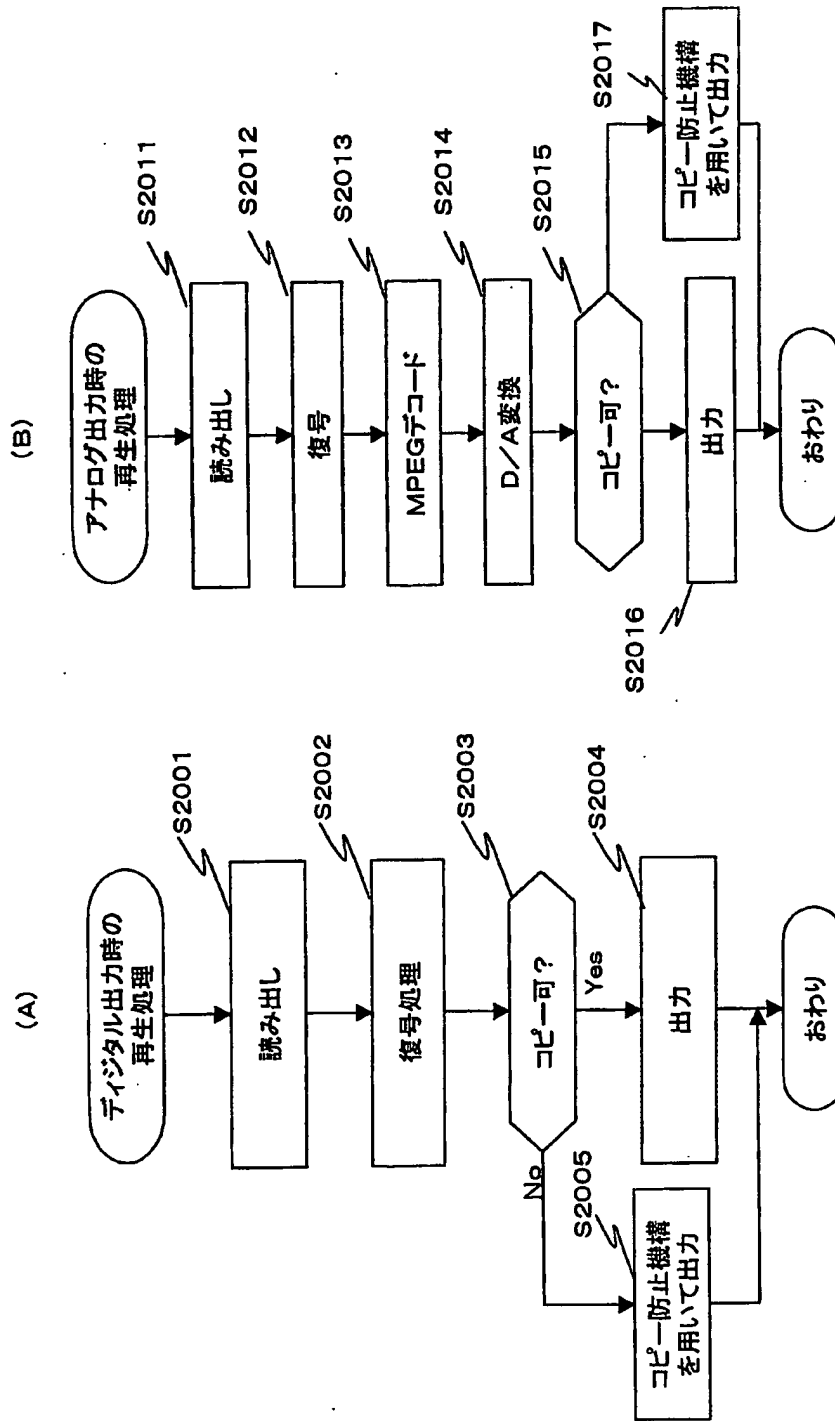 (A)
ディジタル出力時の
再生処理
S2001
読み出し
S2002
復号処理
S2003
コピー可?
No
Yes
S2004
出力
S2005
コピー防止機構
を用いて出力
おわり
(B)
アナログ出力時の
再生処理
S2011
読み出し
S2012
復号
S2013
MPEGデコード
S2014
D/A変換
S2015
コピー可?
S2016
出力
S2017
コピー防止機構
を用いて出力
おわり